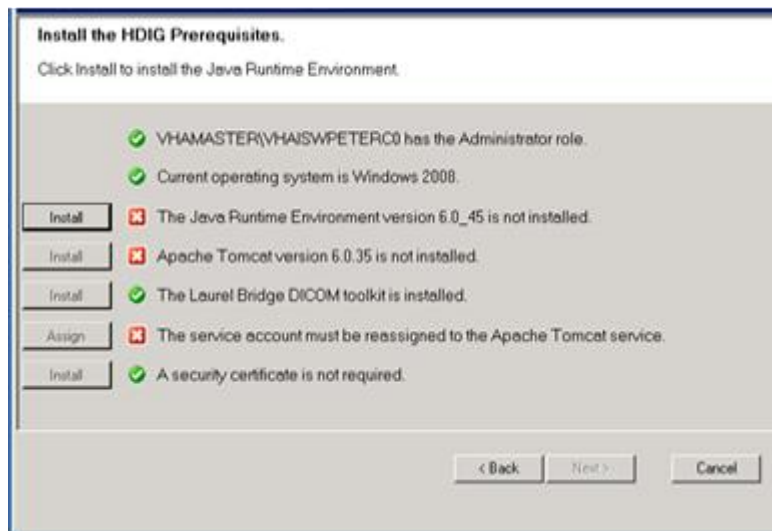 Install the HDIG Prerequisites.
Click Install to install the Java Runtime Environment.
VHAMASTER\VHAISWPETERC0 has the Administrator role.
Current operating system is Windows 2008.
Install The Java Runtime Environment version 6.0_45 is not installed.
Install Apache Tomcat version 6.0.35 is not installed.
Install The Laurel Bridge DICOM toolkit is installed.
Assign The service account must be reassigned to the Apache Tomcat service.
Install A security certificate is not required.
< Back Next > Cancel